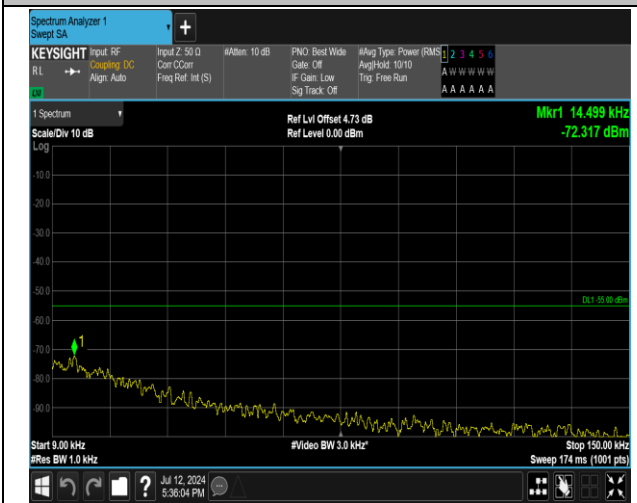 Spectrum Analyzer 1
Swept SA
+
KEYSIGHT
Input: RF
Input Z: 50 Ω
#Atten: 10 dB
PNO: Best Wide
#Avg Type: Power (RMS
1 2 3 4 5 6
RL
Coupling: DC
Corr CCorr
Gate: Off
Avg|Hold: 10/10
A W W W W W
Align: Auto
Freq Ref: Int (S)
IF Gain: Low
Trig: Free Run
Sig Track: Off
A A A A A A
LXI
1 Spectrum
Ref Lvl Offset 4.73 dB
Mkr1 14.499 kHz
Scale/Div 10 dB
Ref Level 0.00 dBm
-72.317 dBm
Log
-10.0
-20.0
-30.0
-40.0
DL1 -55.00 dBm
-50.0
-60.0
1
-70.0
-80.0
-90.0
Start 9.00 kHz
#Video BW 3.0 kHz*
Stop 150.00 kHz
#Res BW 1.0 kHz
Sweep 174 ms (1001 pts)
?
Jul 12, 2024
5:36:04 PM